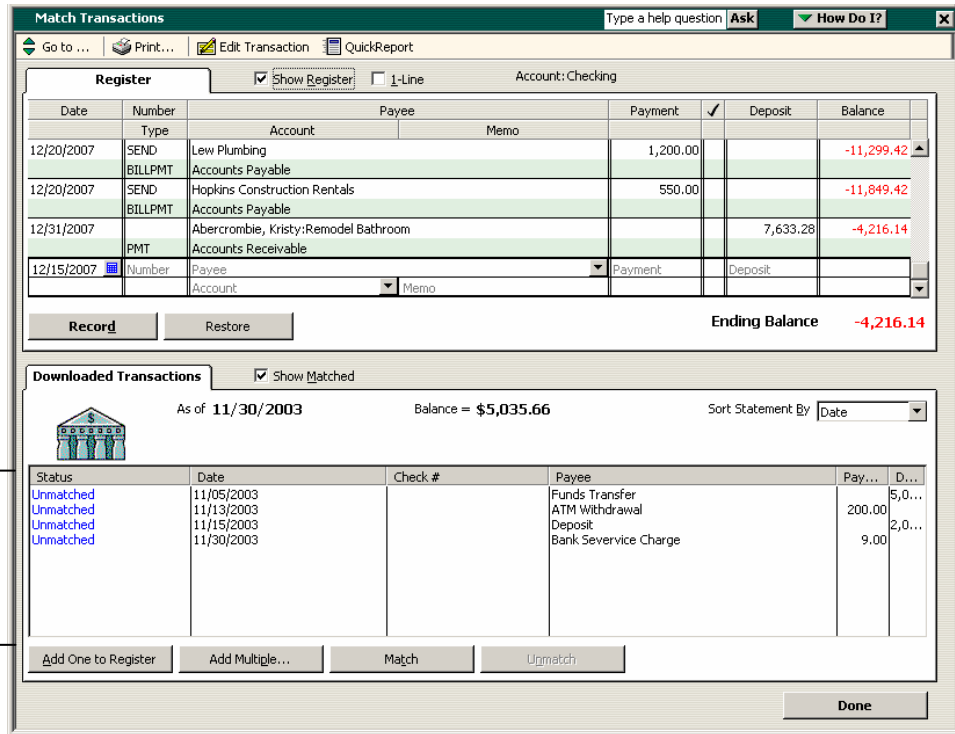 Match Transactions Type a help question Ask How Do I?
Go to ... Print... Edit Transaction QuickReport
Register Show Register 1-Line Account: Checking
Date Number Payee Payment ✓ Deposit Balance
Type Account Memo
12/20/2007 SEND Lew Plumbing 1,200.00 -11,299.42
BILLPMT Accounts Payable
12/20/2007 SEND Hopkins Construction Rentals 550.00 -11,849.42
BILLPMT Accounts Payable
12/31/2007 Abercrombie, Kristy:Remodel Bathroom 7,633.28 -4,216.14
PMT Accounts Receivable
12/15/2007 Number Payee Payment Deposit
Account Memo
Record Restore Ending Balance -4,216.14
Downloaded Transactions Show Matched
As of 11/30/2003 Balance = $5,035.66 Sort Statement By Date
Status Date Check # Payee Pay... D...
Unmatched 11/05/2003 Funds Transfer 5,0...
Unmatched 11/13/2003 ATM Withdrawal 200.00
Unmatched 11/15/2003 Deposit 2,0...
Unmatched 11/30/2003 Bank Severvice Charge 9.00
Add One to Register Add Multiple... Match Unmatch
Done